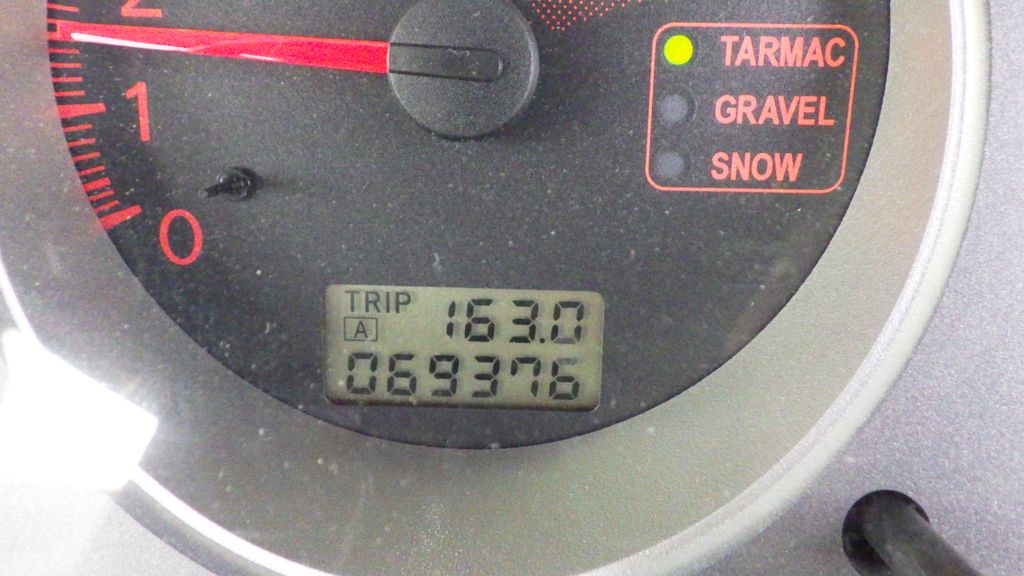 2
1
0
TARMAC
GRAVEL
SNOW
TRIP 163.0
A
069376